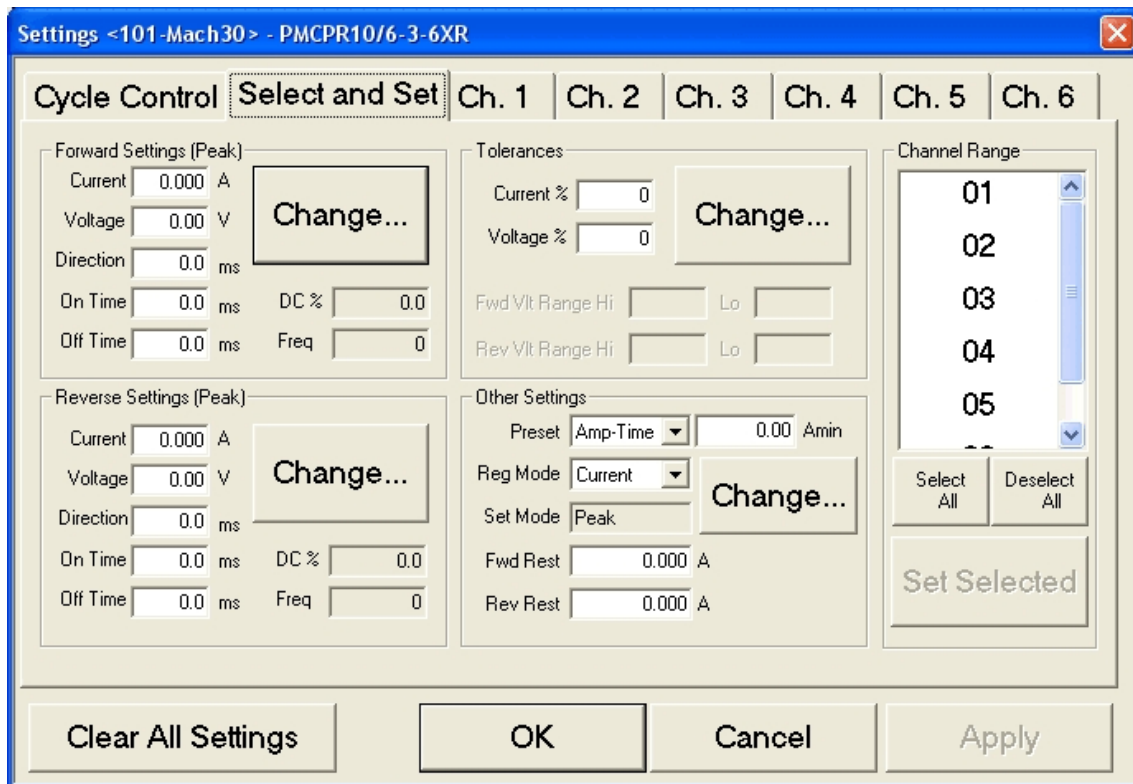 Settings <101-Mach30> - PMCPR10/6-3-6XR
Cycle Control Select and Set Ch. 1 Ch. 2 Ch. 3 Ch. 4 Ch. 5 Ch. 6
Forward Settings (Peak)
Current 0.000 A
Voltage 0.00 V
Direction 0.0 ms
On Time 0.0 ms
Off Time 0.0 ms
Change...
DC % 0.0
Freq 0
Tolerances
Current % 0
Voltage % 0
Change...
Fwd Vlt Range Hi Lo
Rev Vlt Range Hi Lo
Channel Range
01
02
03
04
05
Select All
Deselect All
Set Selected
Reverse Settings (Peak)
Current 0.000 A
Voltage 0.00 V
Direction 0.0 ms
On Time 0.0 ms
Off Time 0.0 ms
Change...
DC % 0.0
Freq 0
Other Settings
Preset Amp-Time 0.00 Amin
Reg Mode Current
Set Mode Peak
Change...
Fwd Rest 0.000 A
Rev Rest 0.000 A
Clear All Settings OK Cancel Apply